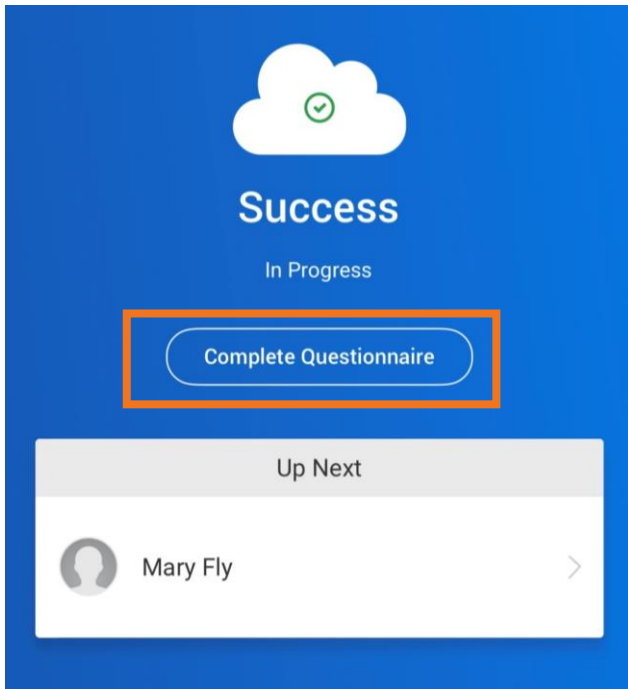 Success
In Progress
Complete Questionnaire
Up Next
Mary Fly